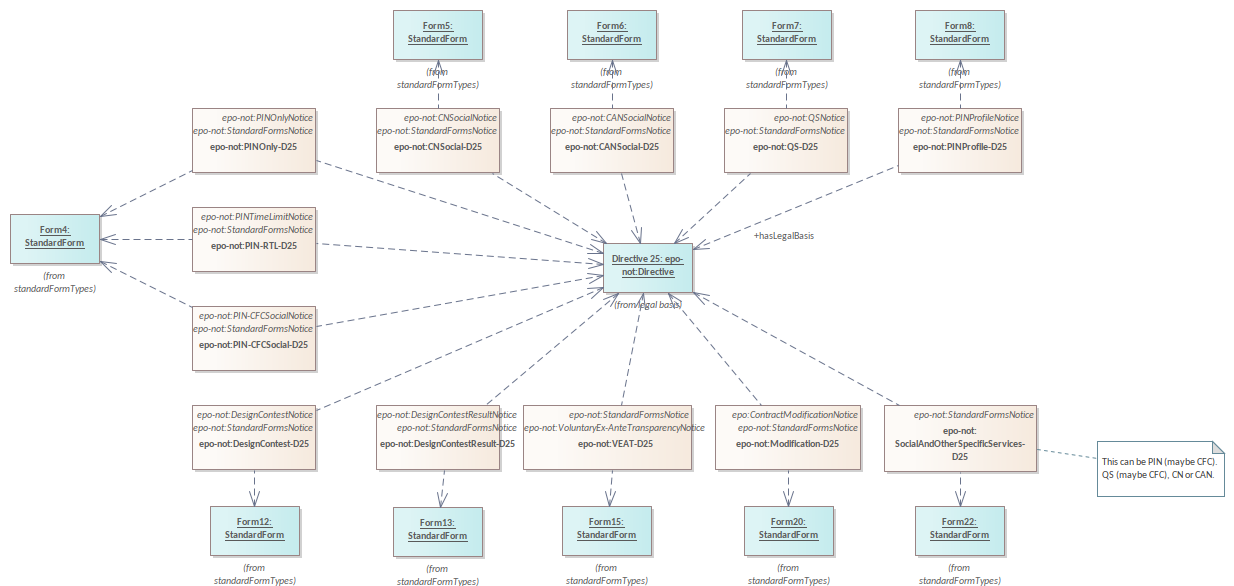 Form5:
StandardForm
(from
standardFormTypes)
Form6:
StandardForm
(from
standardFormTypes)
Form7:
StandardForm
(from
standardFormTypes)
Form8:
StandardForm
(from
standardFormTypes)
epo-not:PINOnlyNotice
epo-not:StandardFormsNotice
epo-not:PINOnly-D25
epo-not:CNSocialNotice
epo-not:StandardFormsNotice
epo-not:CNSocial-D25
epo-not:CANSocialNotice
epo-not:StandardFormsNotice
epo-not:CANSocial-D25
epo-not:QSNotice
epo-not:StandardFormsNotice
epo-not:QS-D25
epo-not:PINProfileNotice
epo-not:StandardFormsNotice
epo-not:PINProfile-D25
Form4:
StandardForm
(from
standardFormTypes)
epo-not:PINTimeLimitNotice
epo-not:StandardFormsNotice
epo-not:PIN-RTL-D25
+hasLegalBasis
Directive 25: epo-
not:Directive
(from legal basis)
epo-not:PIN-CFCSocialNotice
epo-not:StandardFormsNotice
epo-not:PIN-CFCSocial-D25
epo-not:DesignContestNotice
epo-not:StandardFormsNotice
epo-not:DesignContest-D25
epo-not:DesignContestResultNotice
epo-not:StandardFormsNotice
epo-not:DesignContestResult-D25
epo-not:StandardFormsNotice
epo-not:VoluntaryEx-AnteTransparencyNotice
epo-not:VEAT-D25
epo:ContractModificationNotice
epo-not:StandardFormsNotice
epo-not:Modification-D25
epo-not:StandardFormsNotice
epo-not:
SocialAndOtherSpecificServices-
D25
This can be PIN (maybe CFC).
QS (maybe CFC), CN or CAN.
Form12:
StandardForm
(from
standardFormTypes)
Form13:
StandardForm
(from
standardFormTypes)
Form15:
StandardForm
(from
standardFormTypes)
Form20:
StandardForm
(from
standardFormTypes)
Form22:
StandardForm
(from
standardFormTypes)